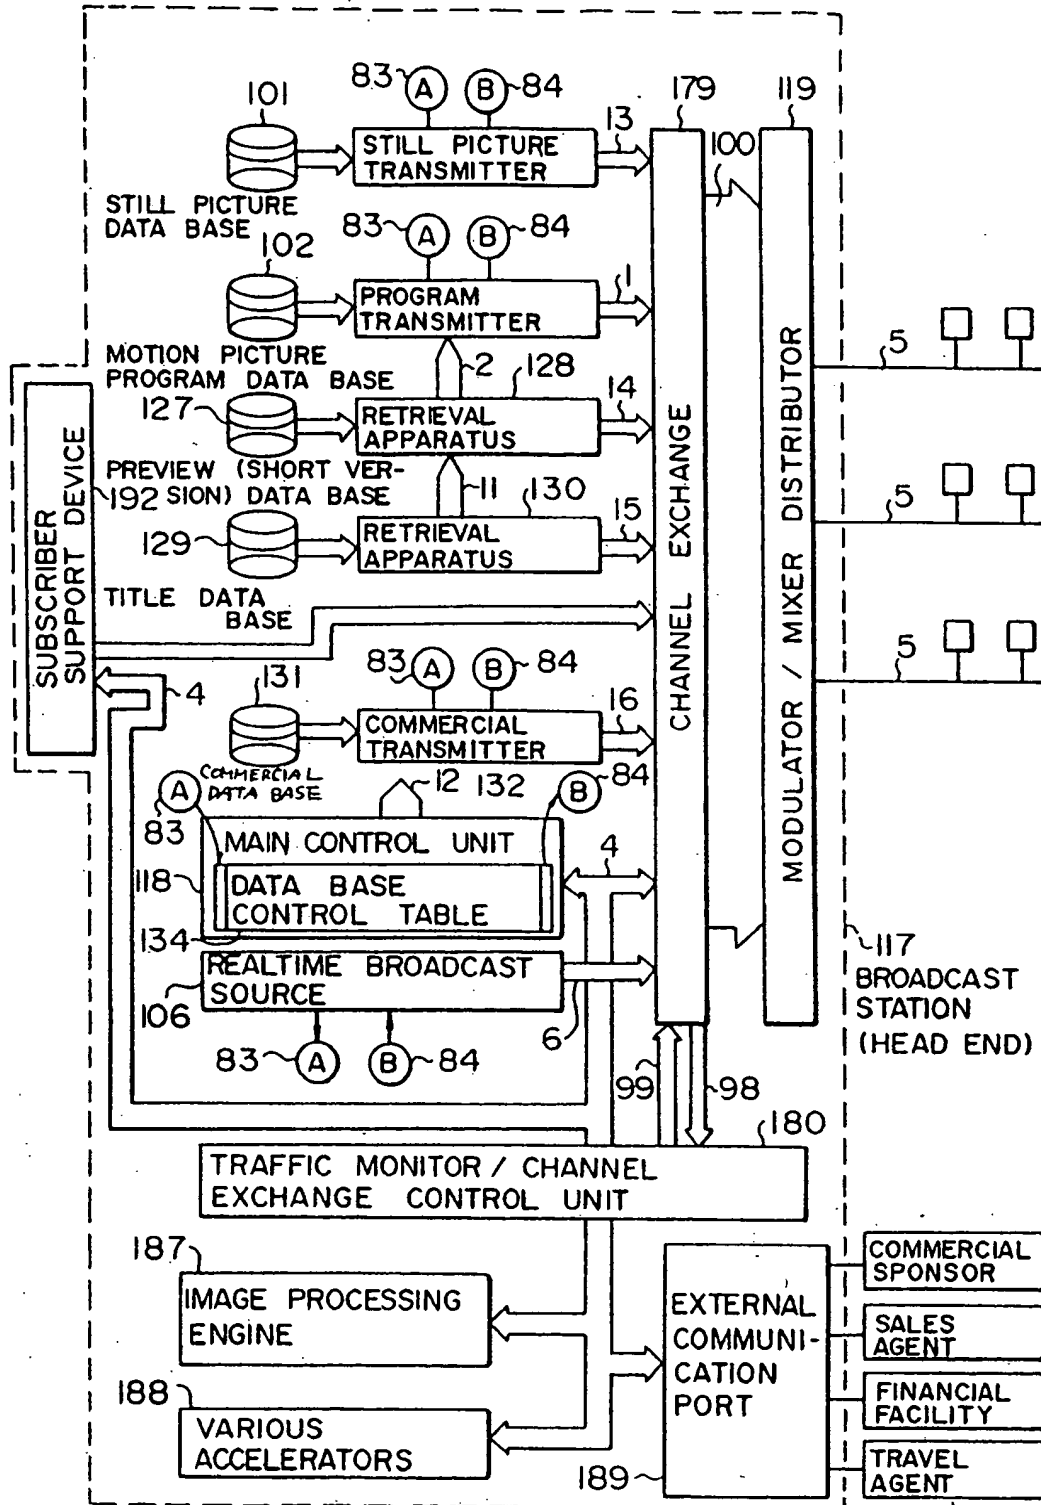 83 A B 84
101
179
119
13
100
STILL PICTURE
TRANSMITTER
STILL PICTURE
DATA BASE
83 A B 84
102
1
PROGRAM
TRANSMITTER
MOTION PICTURE
PROGRAM DATA BASE
2
128
127
14
RETRIEVAL
APPARATUS
5
PREVIEW (SHORT VER-
SION) DATA BASE
192
11
130
129
15
RETRIEVAL
APPARATUS
5
TITLE DATA
BASE
SUBSCRIBER
SUPPORT DEVICE
CHANNEL EXCHANGE
MODULATOR / MIXER DISTRIBUTOR
4
83 A B 84
131
16
5
COMMERCIAL
TRANSMITTER
COMMERCIAL
DATA BASE
12
132
A
83
B
84
MAIN CONTROL UNIT
118
DATA BASE
CONTROL TABLE
134
4
REALTIME BROADCAST
SOURCE
106
6
83 A B 84
117
BROADCAST
STATION
(HEAD END)
99
98
180
TRAFFIC MONITOR / CHANNEL
EXCHANGE CONTROL UNIT
187
IMAGE PROCESSING
ENGINE
188
VARIOUS
ACCELERATORS
EXTERNAL
COMMUNI-
CATION
PORT
189
COMMERCIAL
SPONSOR
SALES
AGENT
FINANCIAL
FACILITY
TRAVEL
AGENT